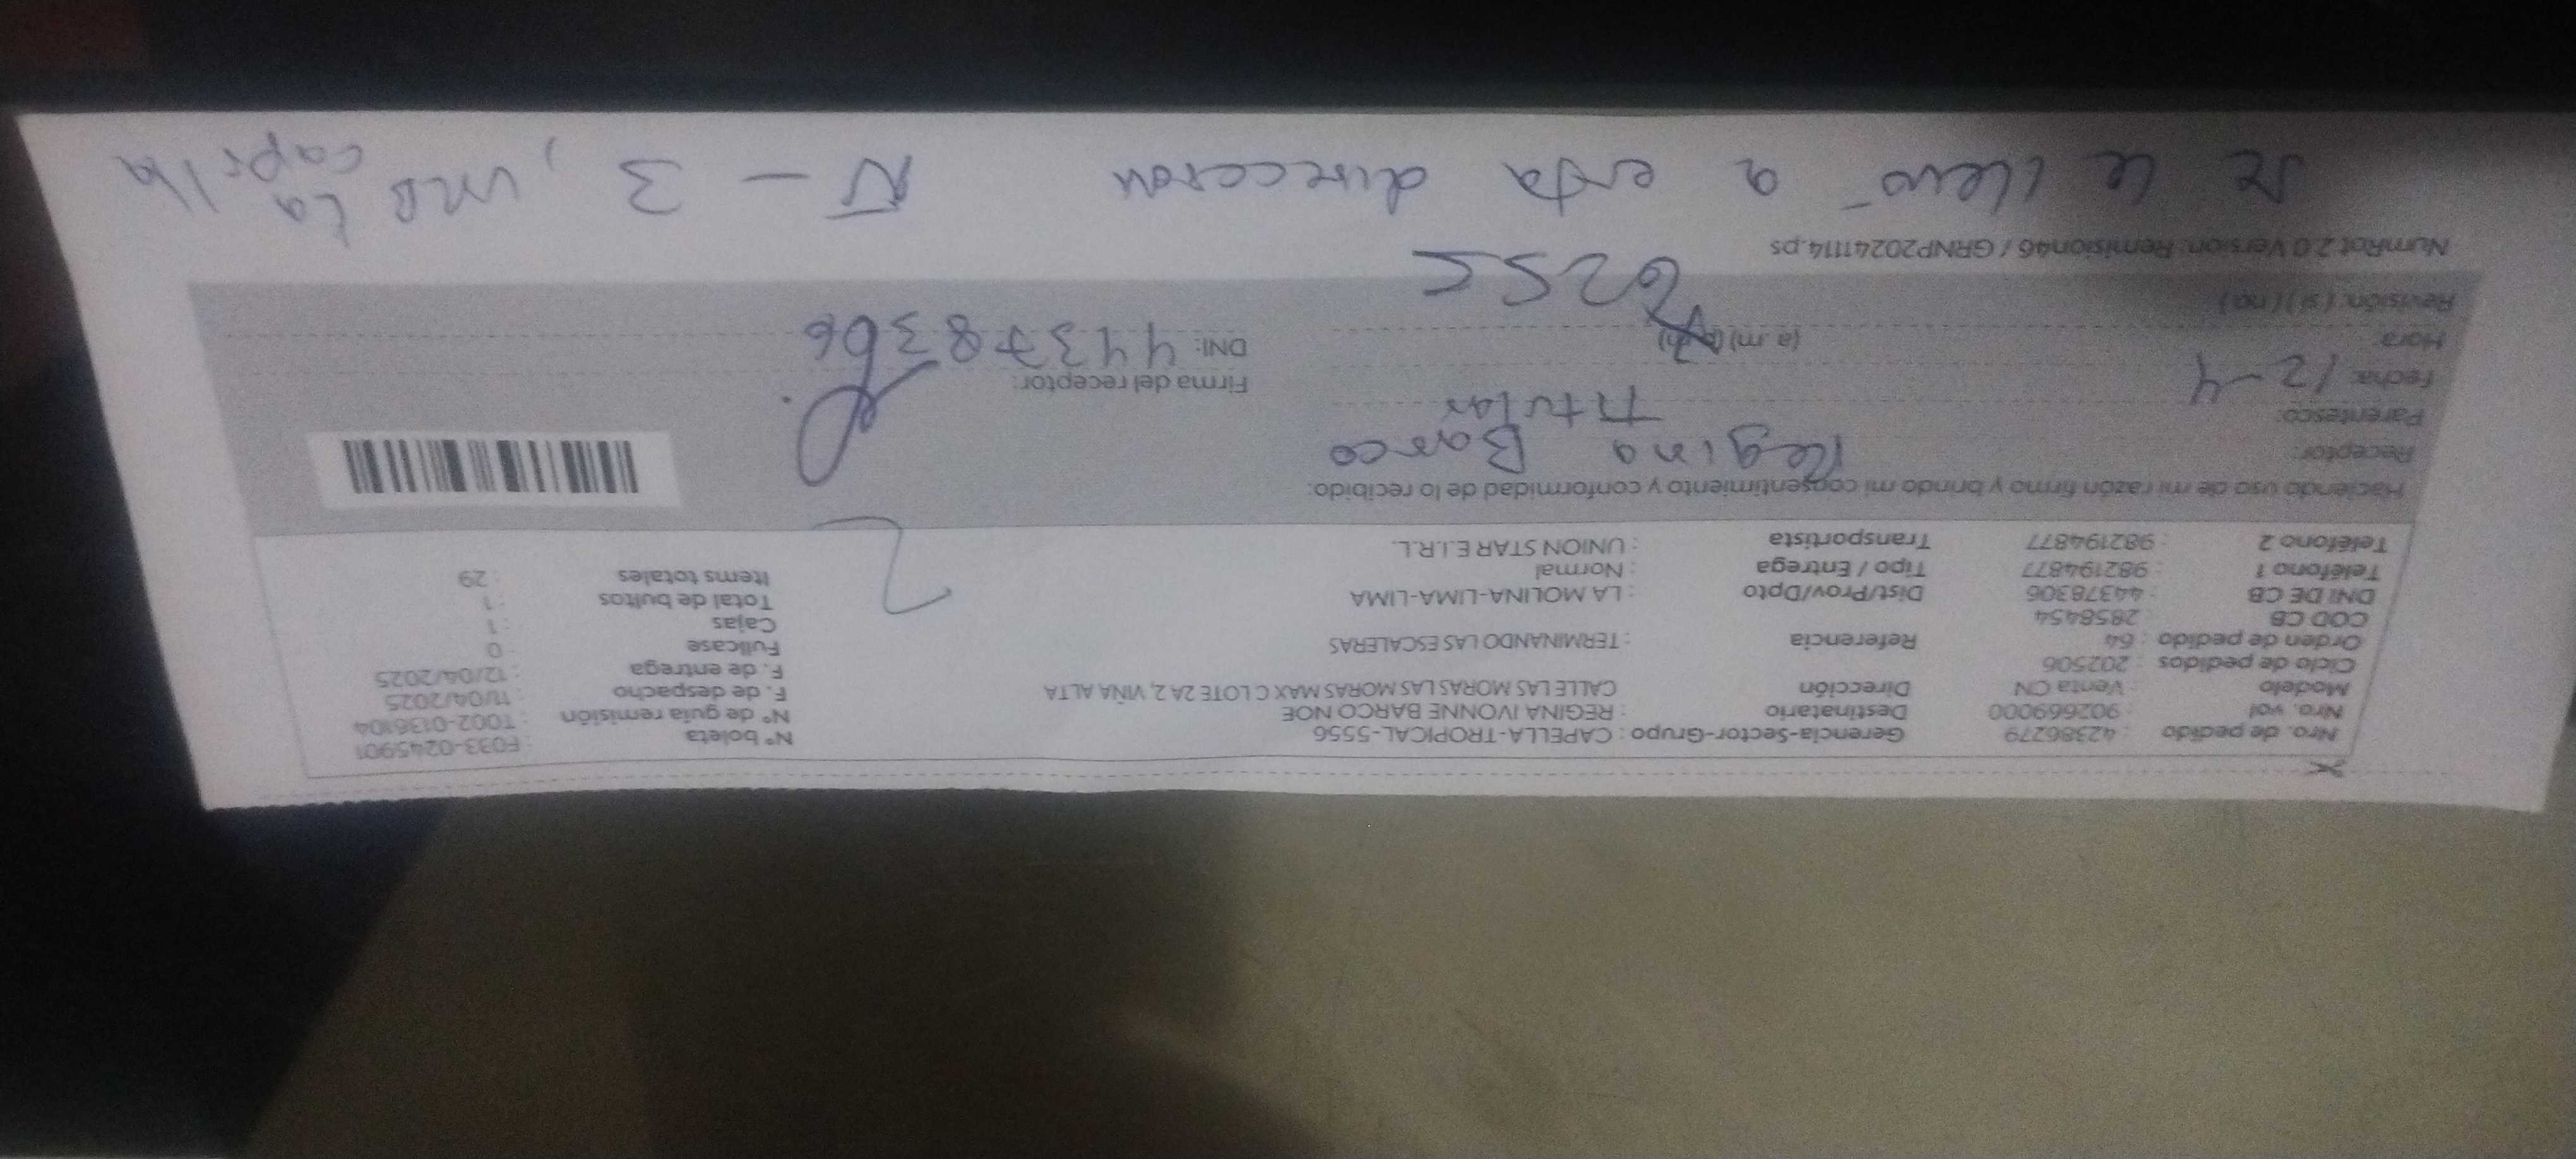 Nro. de pedido : 42386279 Gerencia-Sector-Grupo : CAPELLA-TROPICAL-5556 N° boleta : F033-0245901
Nro. vol : 902669000 Destinatario : REGINA IVONNE BARCO NOE N° de guía remisión : T002-0136104
Modelo : Venta CN Dirección : CALLE LAS MORAS LAS MORAS MAX C LOTE 2A 2, VIÑA ALTA F. de despacho : 11/04/2025
Ciclo de pedidos : 202506 F. de entrega : 12/04/2025
Orden de pedido : 64 Referencia : TERMINANDO LAS ESCALERAS Fullcase : 0
COD CB : 2858454 Cajas : 1
DNI DE CB : 44378306 Dist/Prov/Dpto : LA MOLINA-LIMA-LIMA Total de bultos : 1
Teléfono 1 : 982194877 Tipo / Entrega : Normal Items totales : 29
Teléfono 2 : 982194877 Transportista : UNION STAR E.I.R.L.
Haciendo uso de mi razón firmo y brindo mi consentimiento y conformidad de lo recibido:
Receptor: Regina Barco
Parentesco: Titular
Fecha: 12-4 Firma del receptor:
Hora: (a.m) (p.m) 6255 DNI: 44378306
Revisión: ( si ) ( no )
NumRot 2.0 Version: Remision46 / GRNP20241114.ps
se le llevó a esta direccion N - 3, URB La Capilla